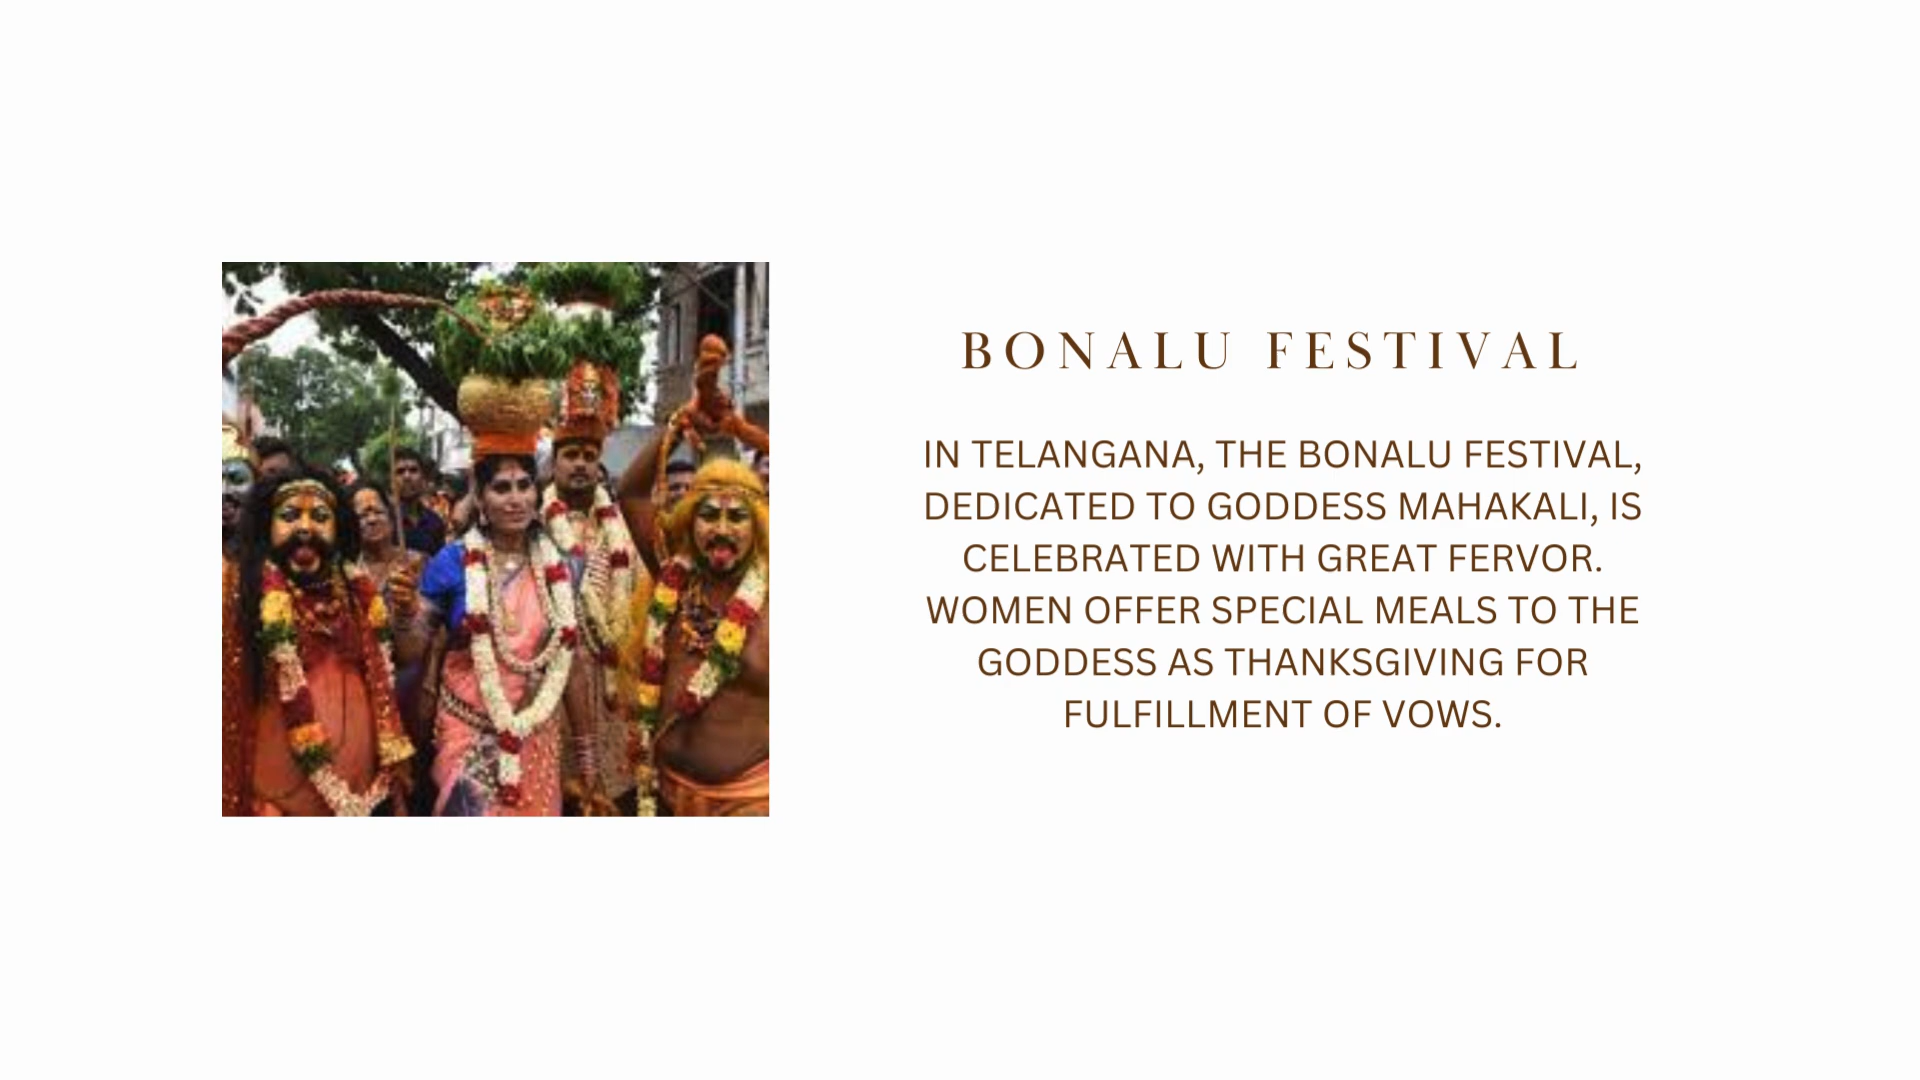 BONALU FESTIVAL
IN TELANGANA, THE BONALU FESTIVAL,
DEDICATED TO GODDESS MAHAKALI, IS
CELEBRATED WITH GREAT FERVOR.
WOMEN OFFER SPECIAL MEALS TO THE
GODDESS AS THANKSGIVING FOR
FULFILLMENT OF VOWS.